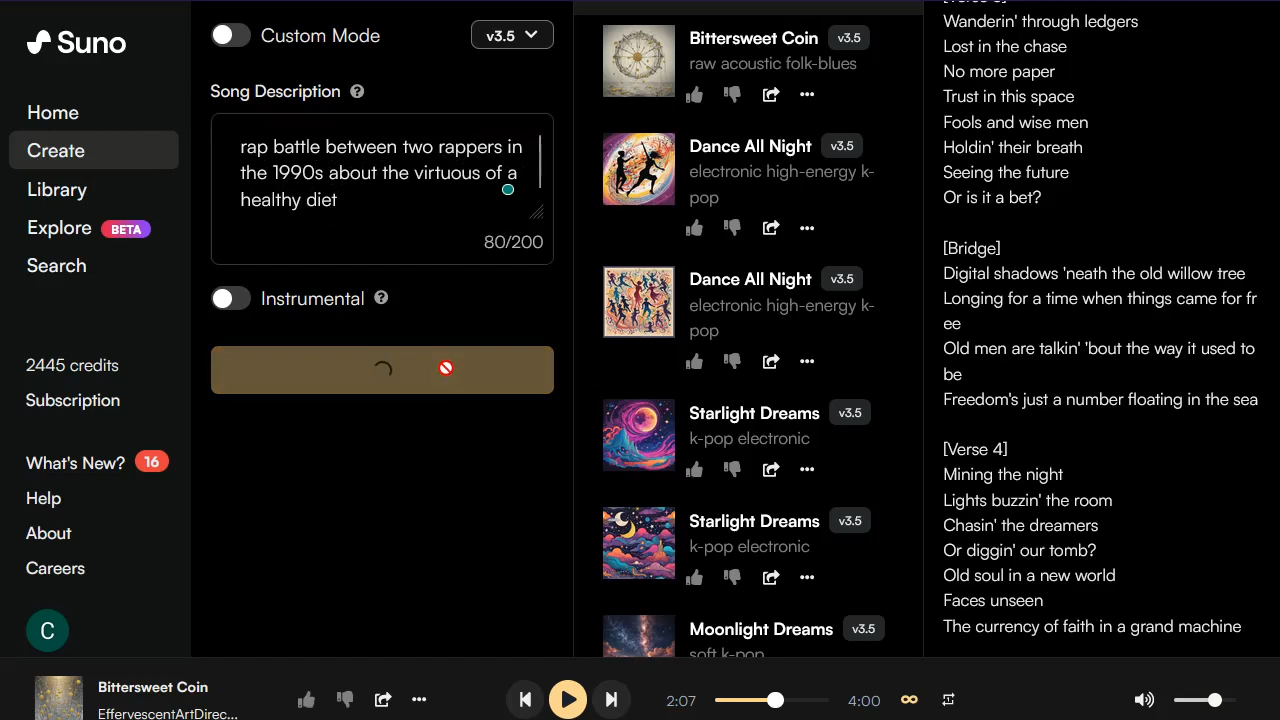 Suno
Home
Create
Library
Explore BETA
Search
2445 credits
Subscription
What's New? 16
Help
About
Careers
C
Custom Mode
v3.5
Song Description
rap battle between two rappers in
the 1990s about the virtuous of a
healthy diet
80/200
Instrumental
Bittersweet Coin v3.5
raw acoustic folk-blues
Dance All Night v3.5
electronic high-energy k-
pop
Dance All Night v3.5
electronic high-energy k-
pop
Starlight Dreams v3.5
k-pop electronic
Starlight Dreams v3.5
k-pop electronic
Moonlight Dreams v3.5
soft k-pop
Wanderin' through ledgers
Lost in the chase
No more paper
Trust in this space
Fools and wise men
Holdin' their breath
Seeing the future
Or is it a bet?
[Bridge]
Digital shadows 'neath the old willow tree
Longing for a time when things came for fr
ee
Old men are talkin' 'bout the way it used to
be
Freedom's just a number floating in the sea
[Verse 4]
Mining the night
Lights buzzin' the room
Chasin' the dreamers
Or diggin' our tomb?
Old soul in a new world
Faces unseen
The currency of faith in a grand machine
Bittersweet Coin
EffervescentArtDirec...
2:07
4:00